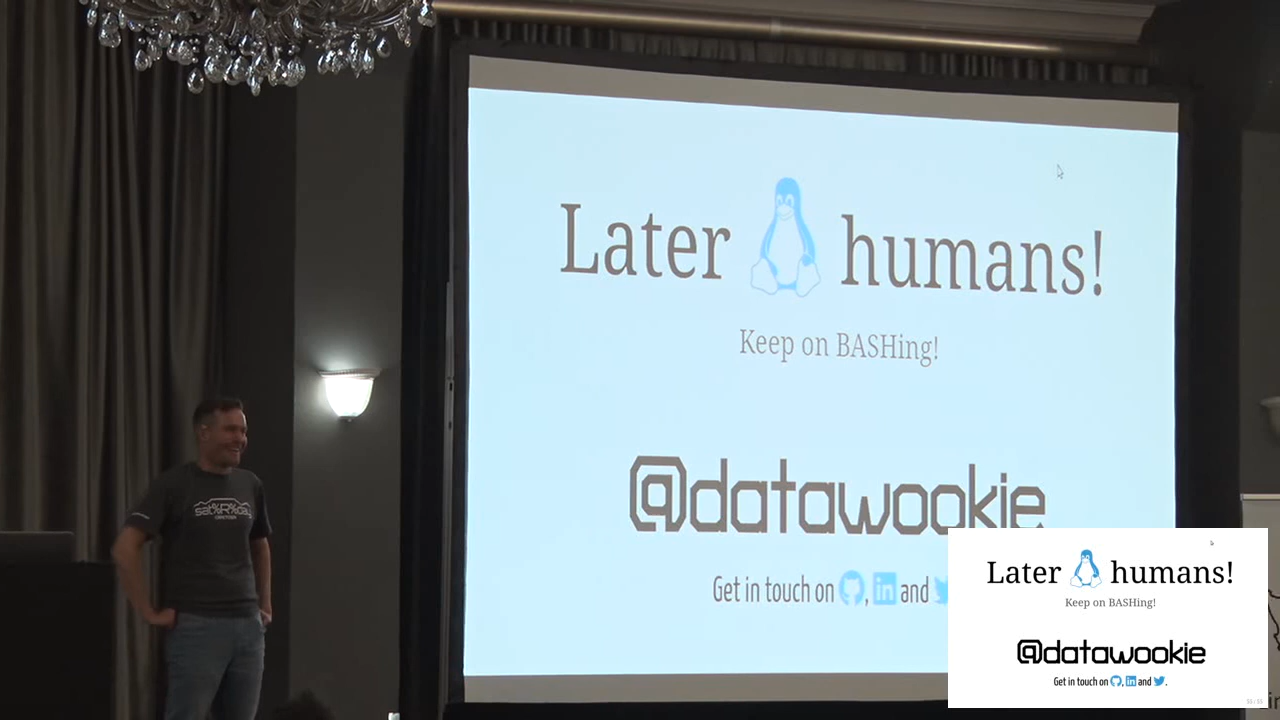 Later humans!
Keep on BASHing!
@datawookie
Get in touch on , and
Later humans!
Keep on BASHing!
@datawookie
Get in touch on , and .